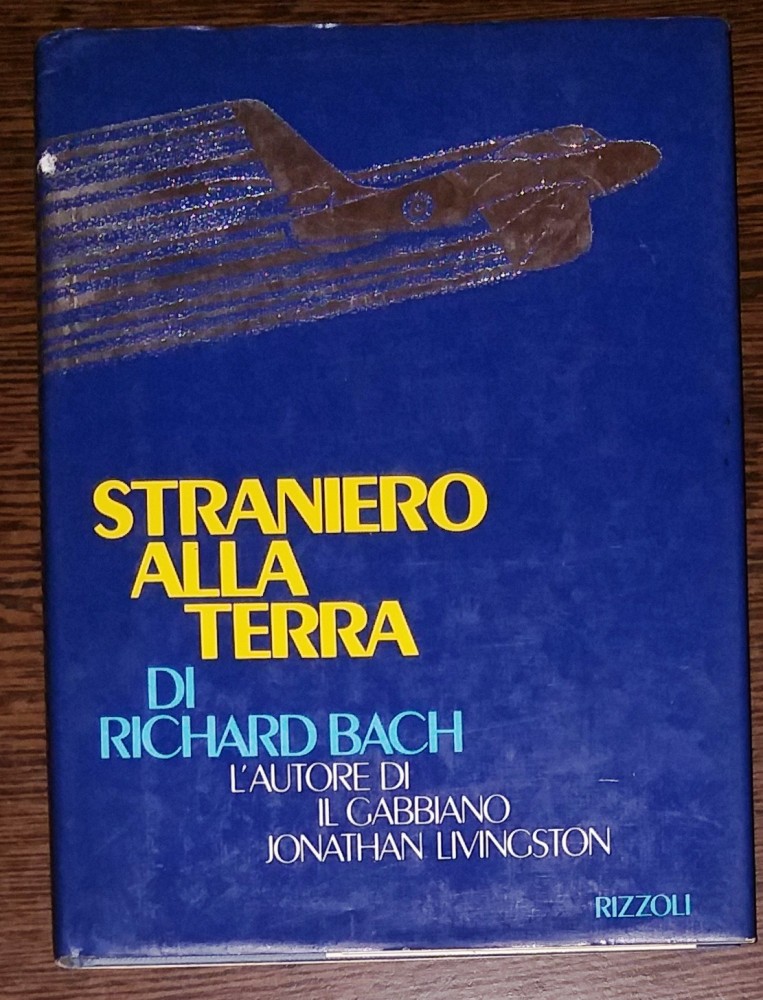 STRANIERO
ALLA
TERRA
DI
RICHARD BACH
L'AUTORE DI
IL GABBIANO
JONATHAN LIVINGSTON
RIZZOLI